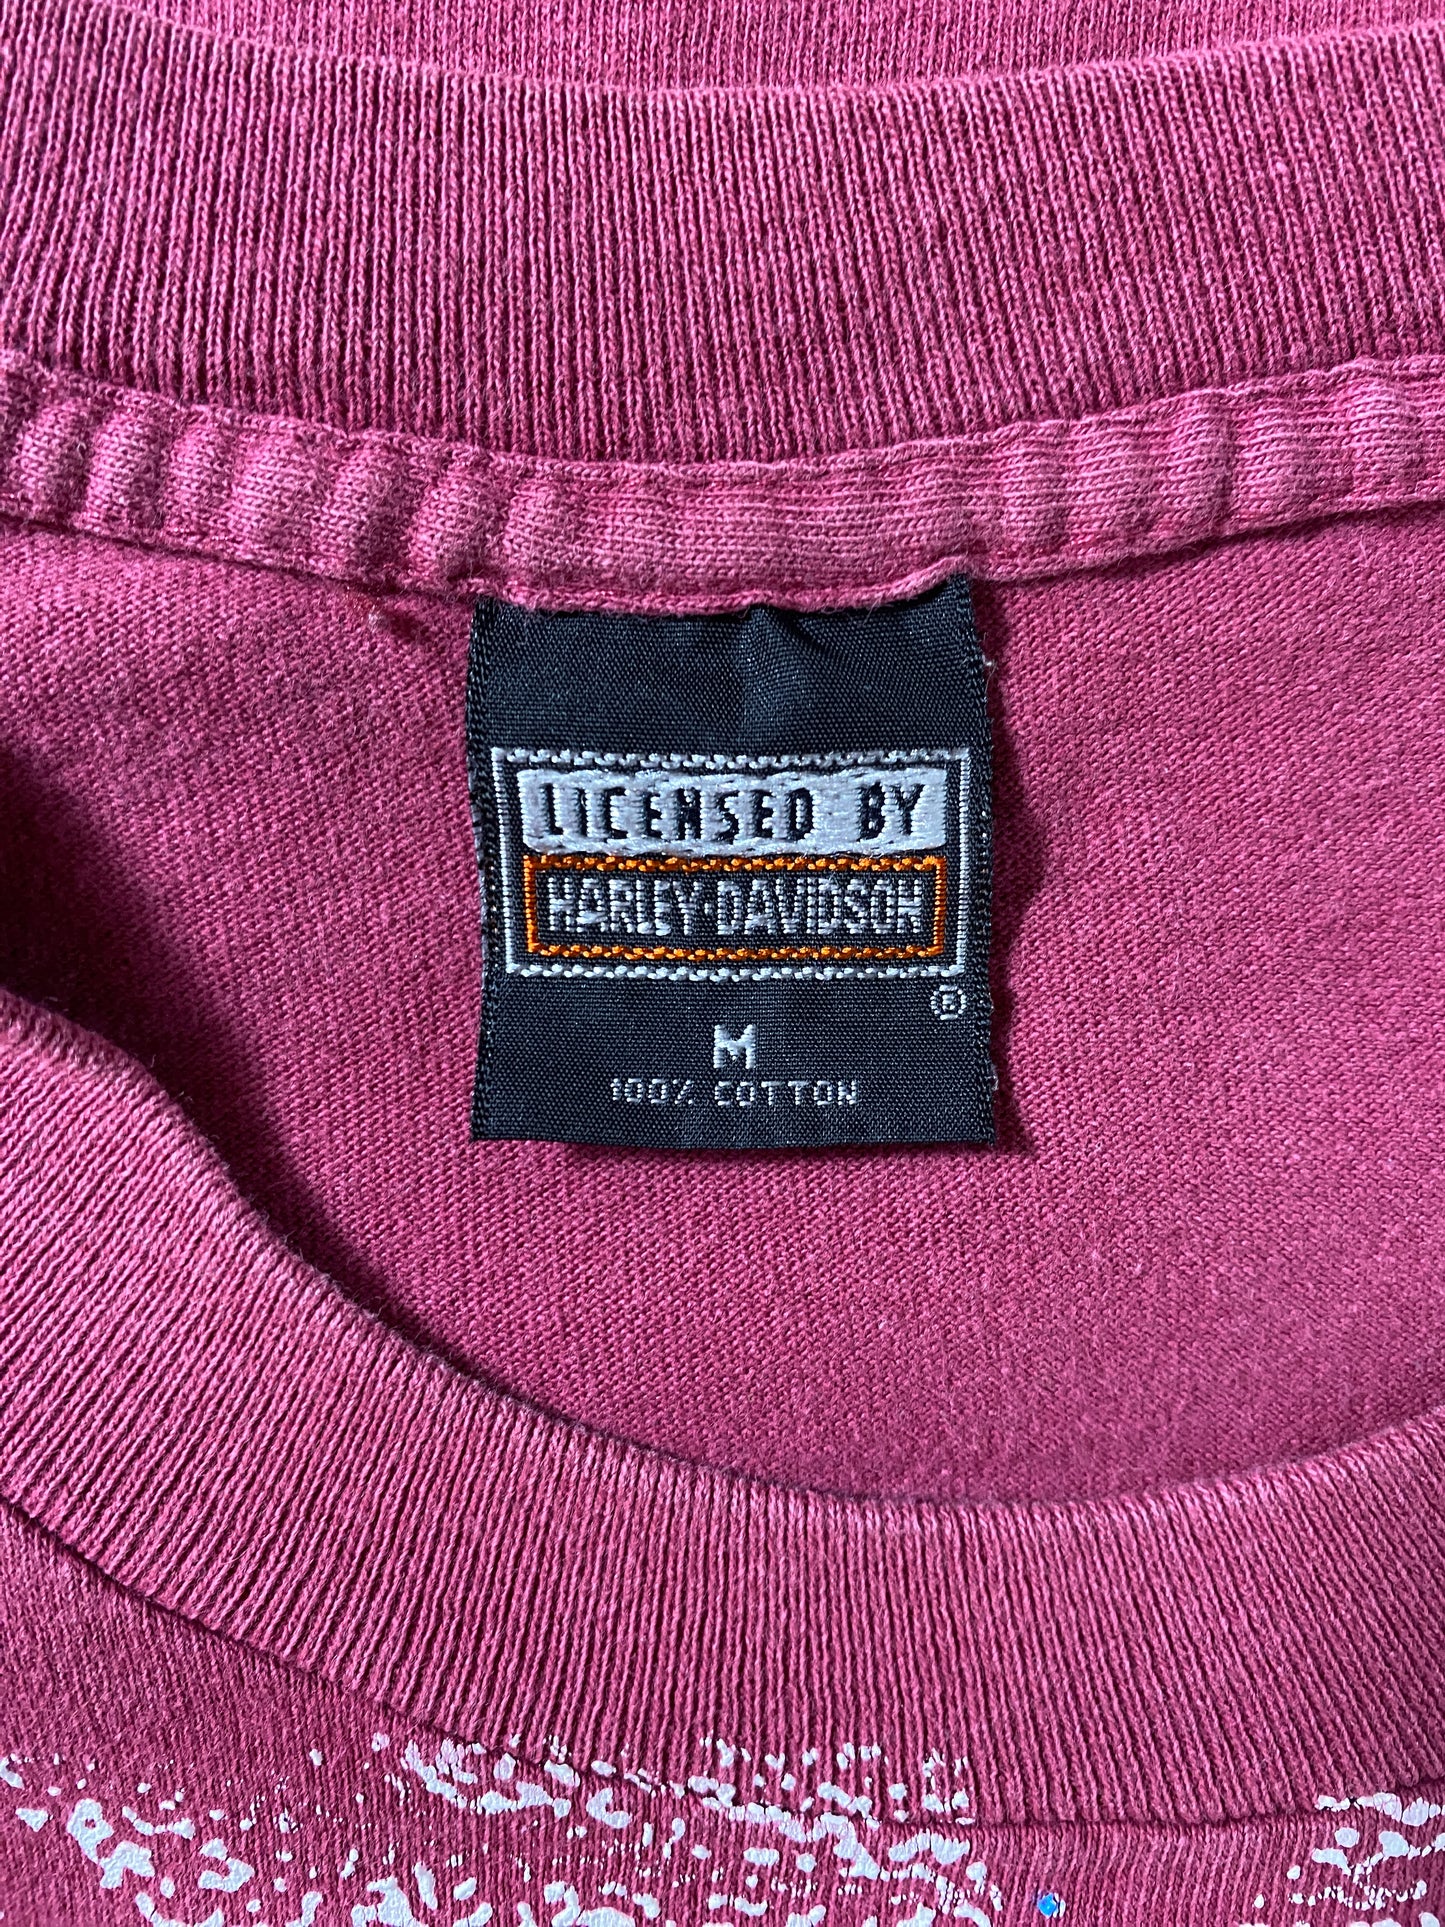 LICENSED BY
HARLEY-DAVIDSON
®
M
100% COTTON